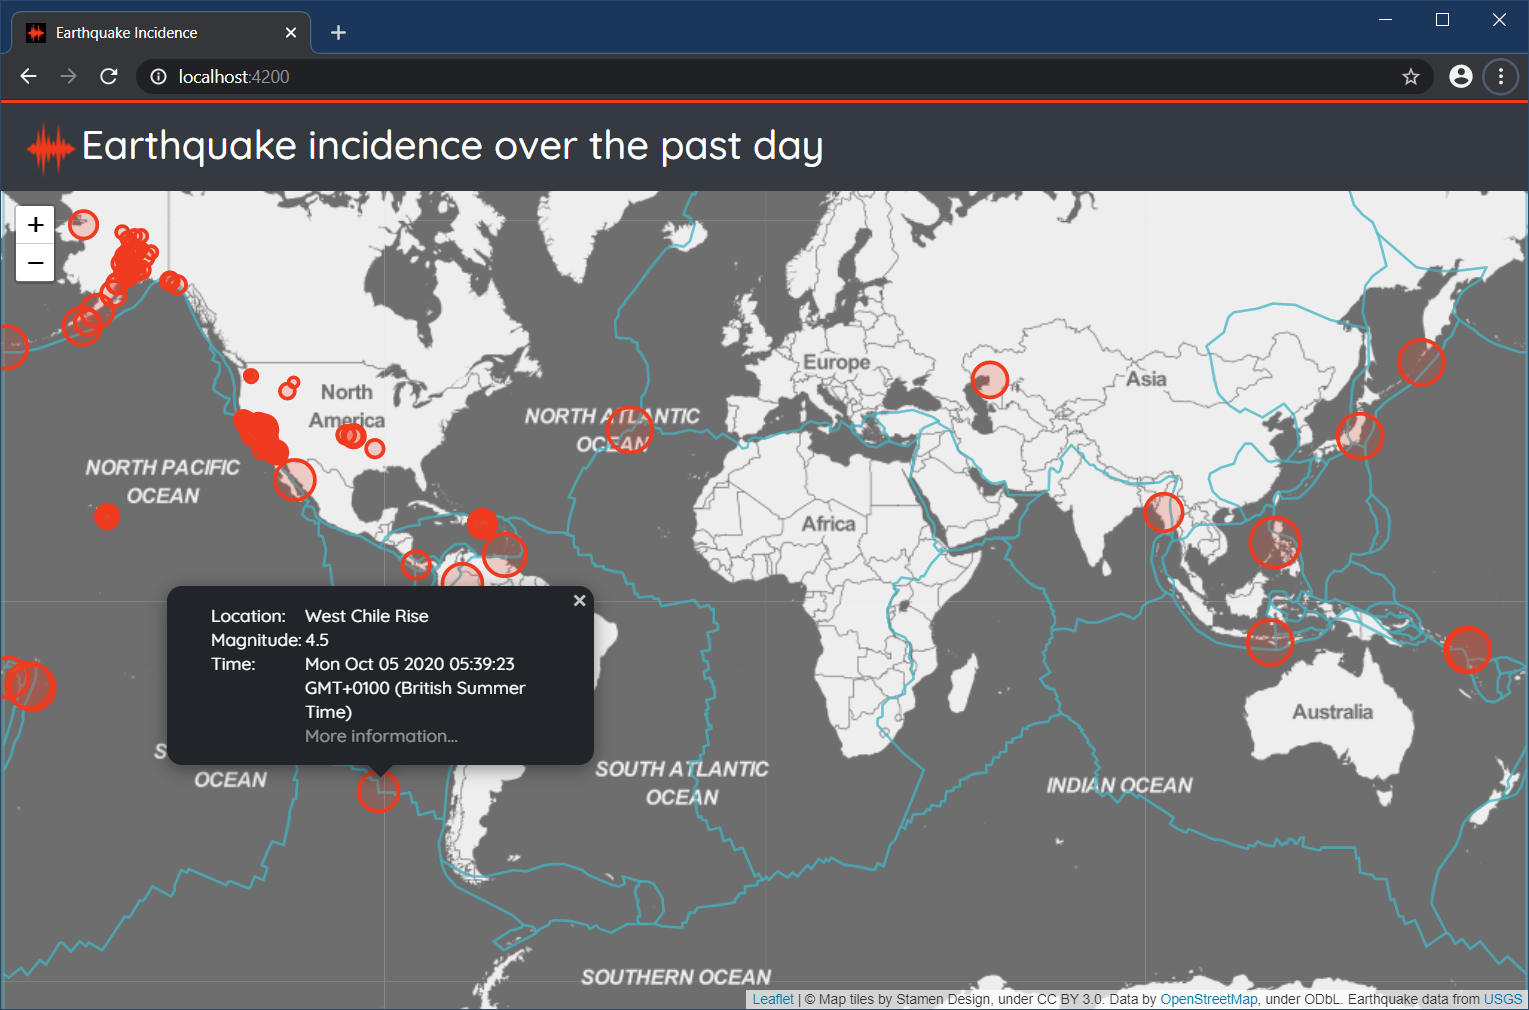 Earthquake Incidence
localhost:4200
Earthquake incidence over the past day
+
−
Europe
Asia
North
America
NORTH ATLANTIC
OCEAN
NORTH PACIFIC
OCEAN
Africa
Location: West Chile Rise
Magnitude: 4.5
Time: Mon Oct 05 2020 05:39:23
GMT+0100 (British Summer
Time)
More information...
Australia
S
OCEAN
SOUTH ATLANTIC
OCEAN
INDIAN OCEAN
SOUTHERN OCEAN
Leaflet | © Map tiles by Stamen Design, under CC BY 3.0. Data by OpenStreetMap, under ODbL. Earthquake data from USGS